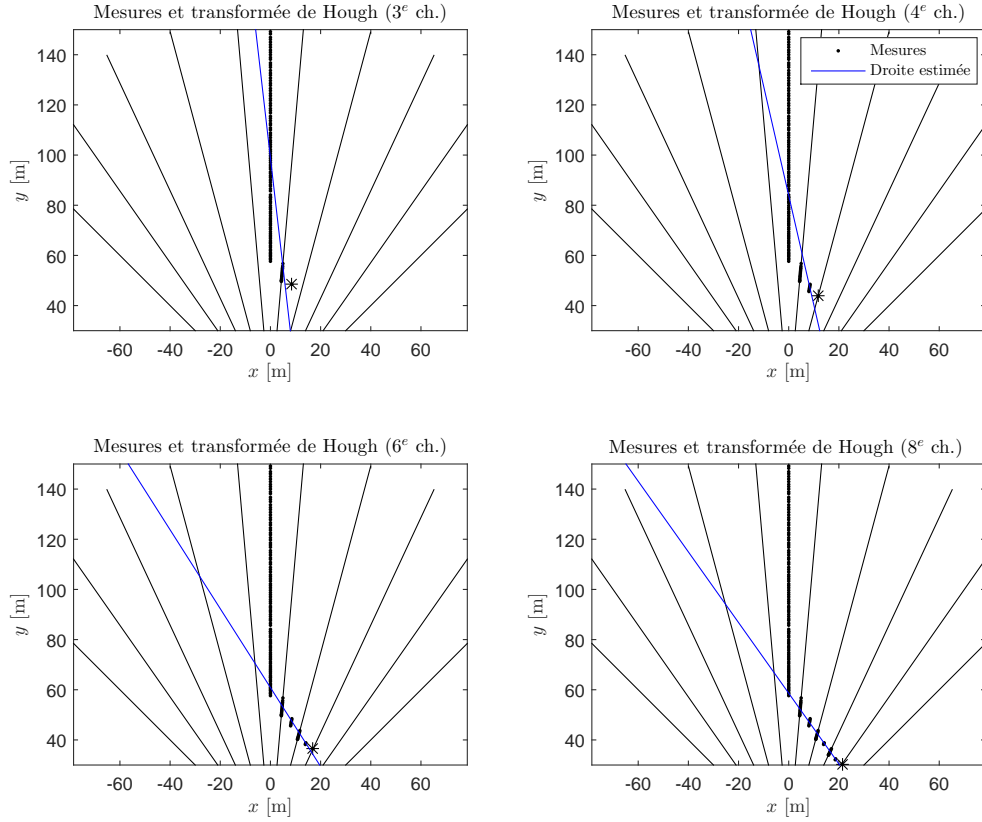 Mesures et transformée de Hough (3e ch.)
140
120
100
80
60
40
y [m]
-60 -40 -20 0 20 40 60
x [m]
Mesures et transformée de Hough (4e ch.)
Mesures
Droite estimée
140
120
100
80
60
40
y [m]
-60 -40 -20 0 20 40 60
x [m]
Mesures et transformée de Hough (6e ch.)
140
120
100
80
60
40
y [m]
-60 -40 -20 0 20 40 60
x [m]
Mesures et transformée de Hough (8e ch.)
140
120
100
80
60
40
y [m]
-60 -40 -20 0 20 40 60
x [m]